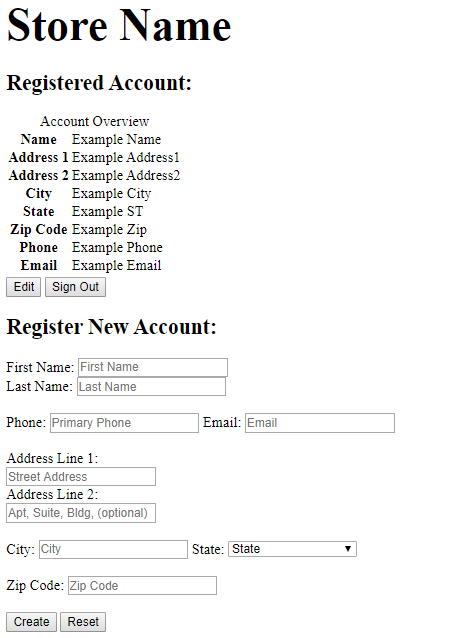 Store Name
Registered Account:
Account Overview
Name Example Name
Address 1 Example Address1
Address 2 Example Address2
City Example City
State Example ST
Zip Code Example Zip
Phone Example Phone
Email Example Email
Edit Sign Out
Register New Account:
First Name: First Name
Last Name: Last Name
Phone: Primary Phone Email: Email
Address Line 1:
Street Address
Address Line 2:
Apt, Suite, Bldg, (optional)
City: City State: State
Zip Code: Zip Code
Create Reset